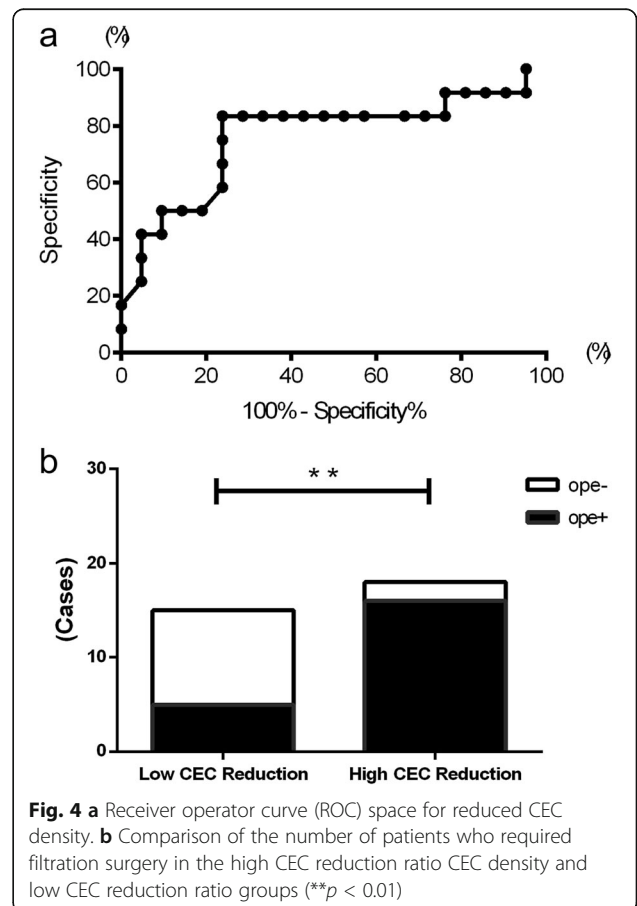 a
(%)
100
80
60
40
20
0
Specificity
0 20 40 60 80 100
(%)
100% - Specificity%
b
30
20
10
0
(Cases)
**
ope-
ope+
Low CEC Reduction High CEC Reduction
Fig. 4 a Receiver operator curve (ROC) space for reduced CEC
density. b Comparison of the number of patients who required
filtration surgery in the high CEC reduction ratio CEC density and
low CEC reduction ratio groups (**p < 0.01)